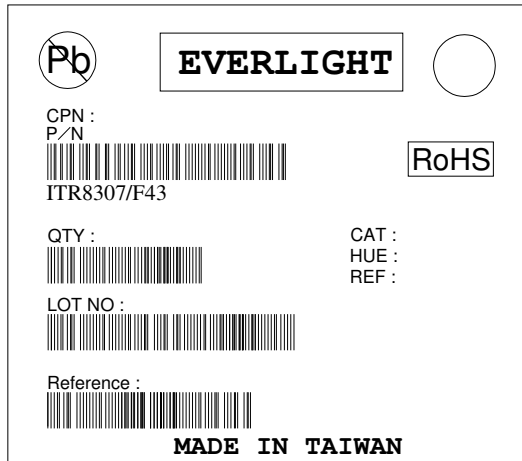 Pb
EVERLIGHT
CPN :
P/N
RoHS
ITR8307/F43
QTY :
CAT :
HUE :
REF :
LOT NO :
Reference :
MADE IN TAIWAN